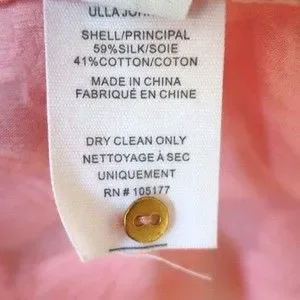 ULLA
SHELL/PRINCIPAL
59%SILK/SOIE
41%COTTON/COTON
MADE IN CHINA
FABRIQUÉ EN CHINE
DRY CLEAN ONLY
NETTOYAGE À SEC
UNIQUEMENT
RN # 105177